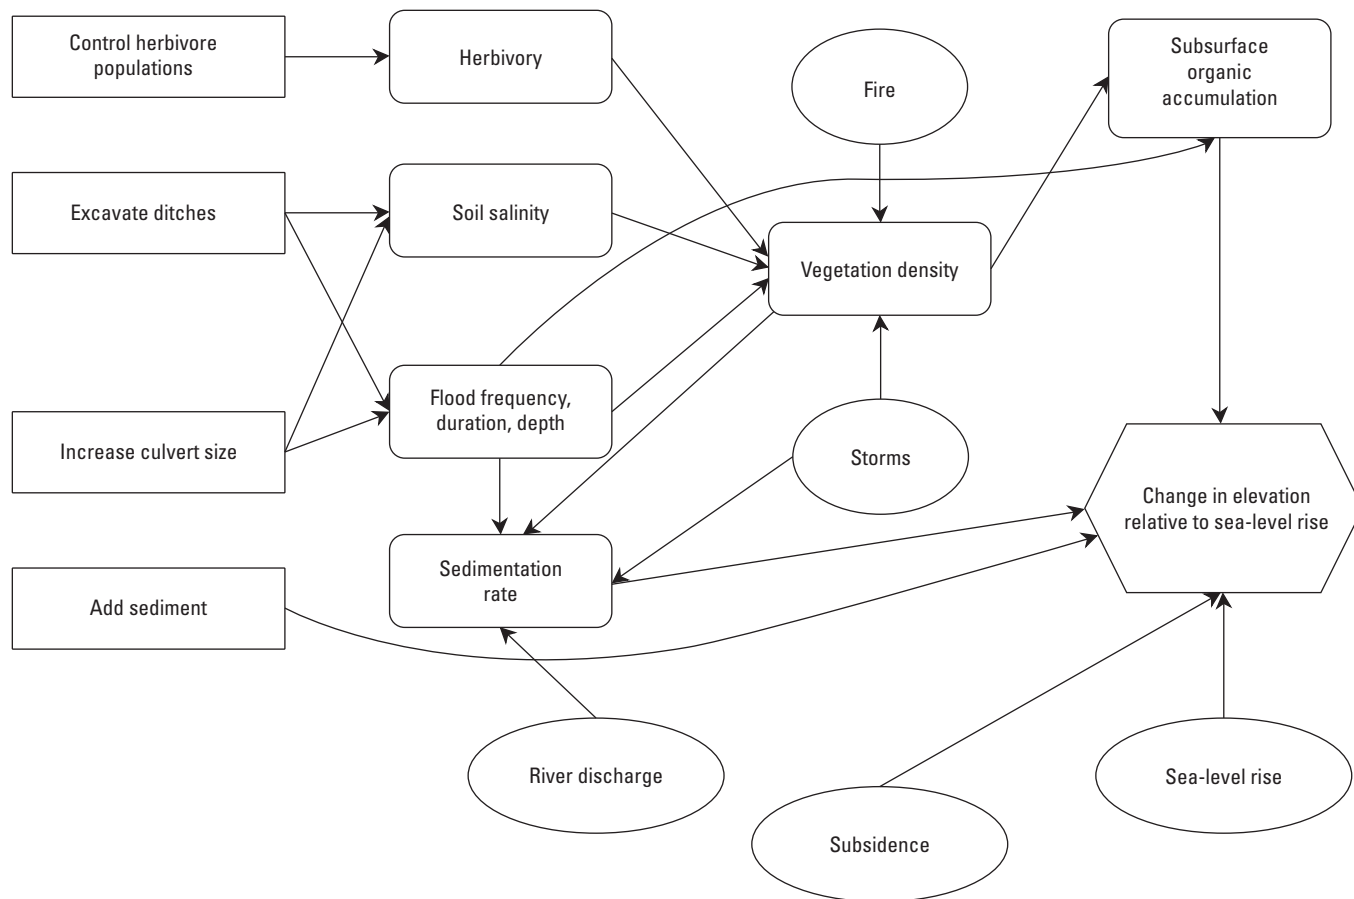 Control herbivore
populations
Herbivory
Fire
Subsurface
organic
accumulation
Excavate ditches
Soil salinity
Vegetation density
Increase culvert size
Flood frequency,
duration, depth
Storms
Change in elevation
relative to sea-level rise
Add sediment
Sedimentation
rate
River discharge
Subsidence
Sea-level rise